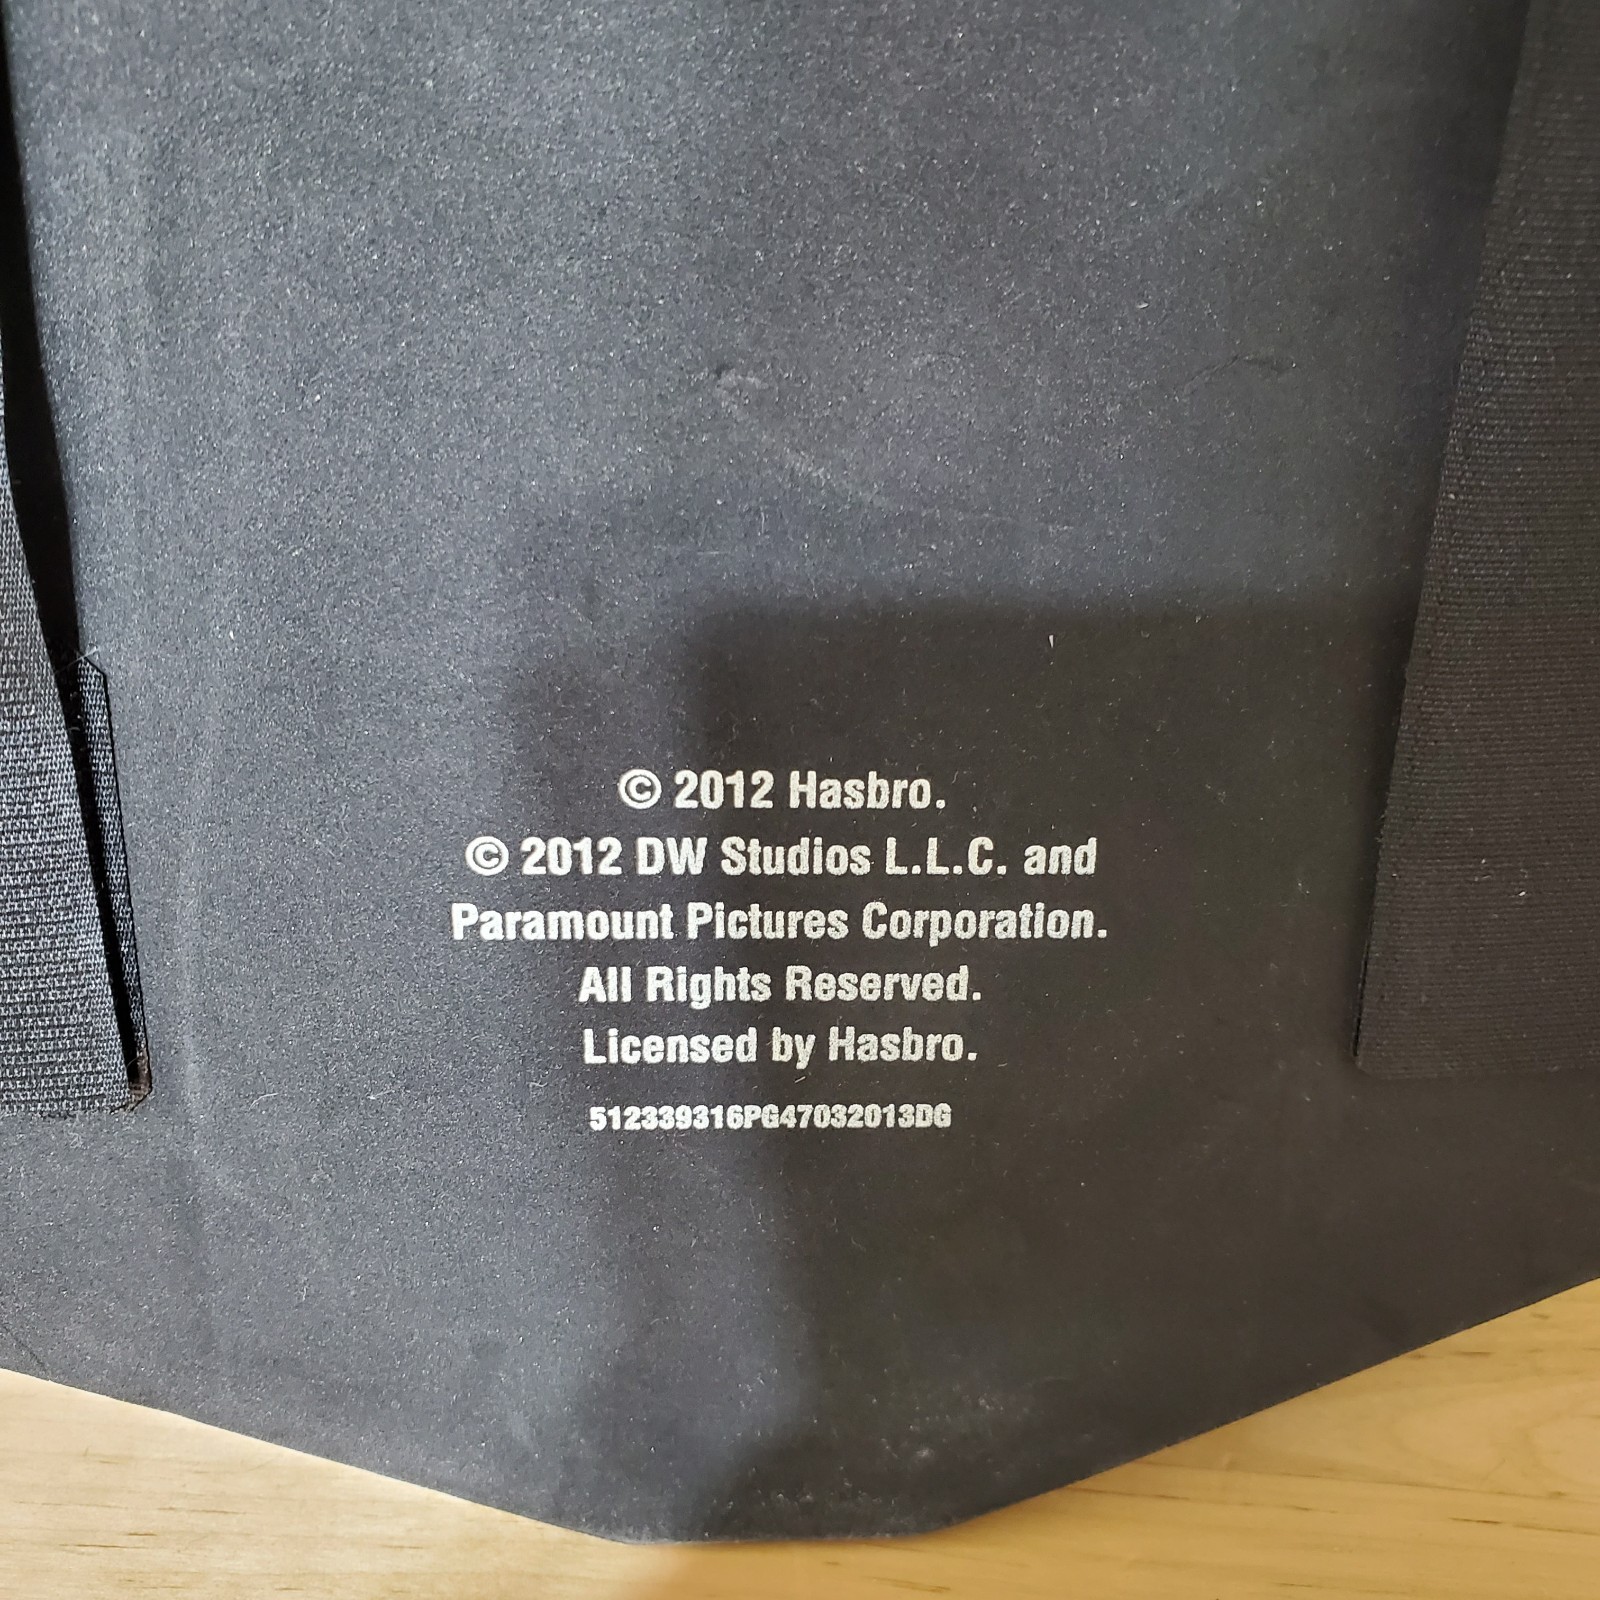 © 2012 Hasbro.
© 2012 DW Studios L.L.C. and
Paramount Pictures Corporation.
All Rights Reserved.
Licensed by Hasbro.
512339316PG47032013DG